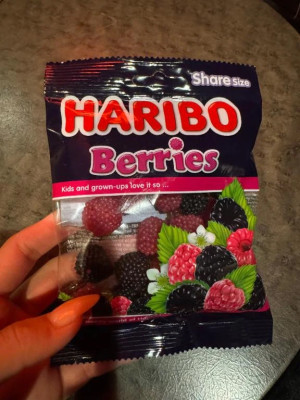 Share size
HARIBO
Berries
Kids and grown-ups love it so ...